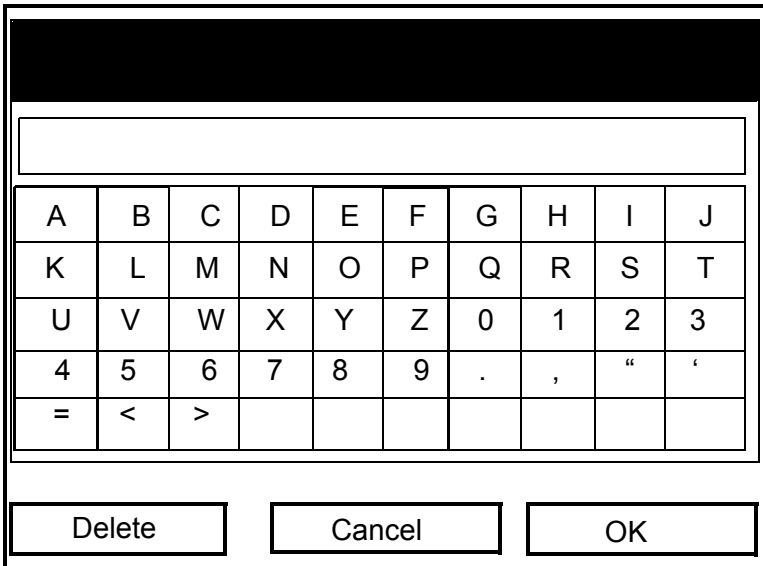 A B C D E F G H I J
K L M N O P Q R S T
U V W X Y Z 0 1 2 3
4 5 6 7 8 9 . , “ ‘
= < >
Delete Cancel OK